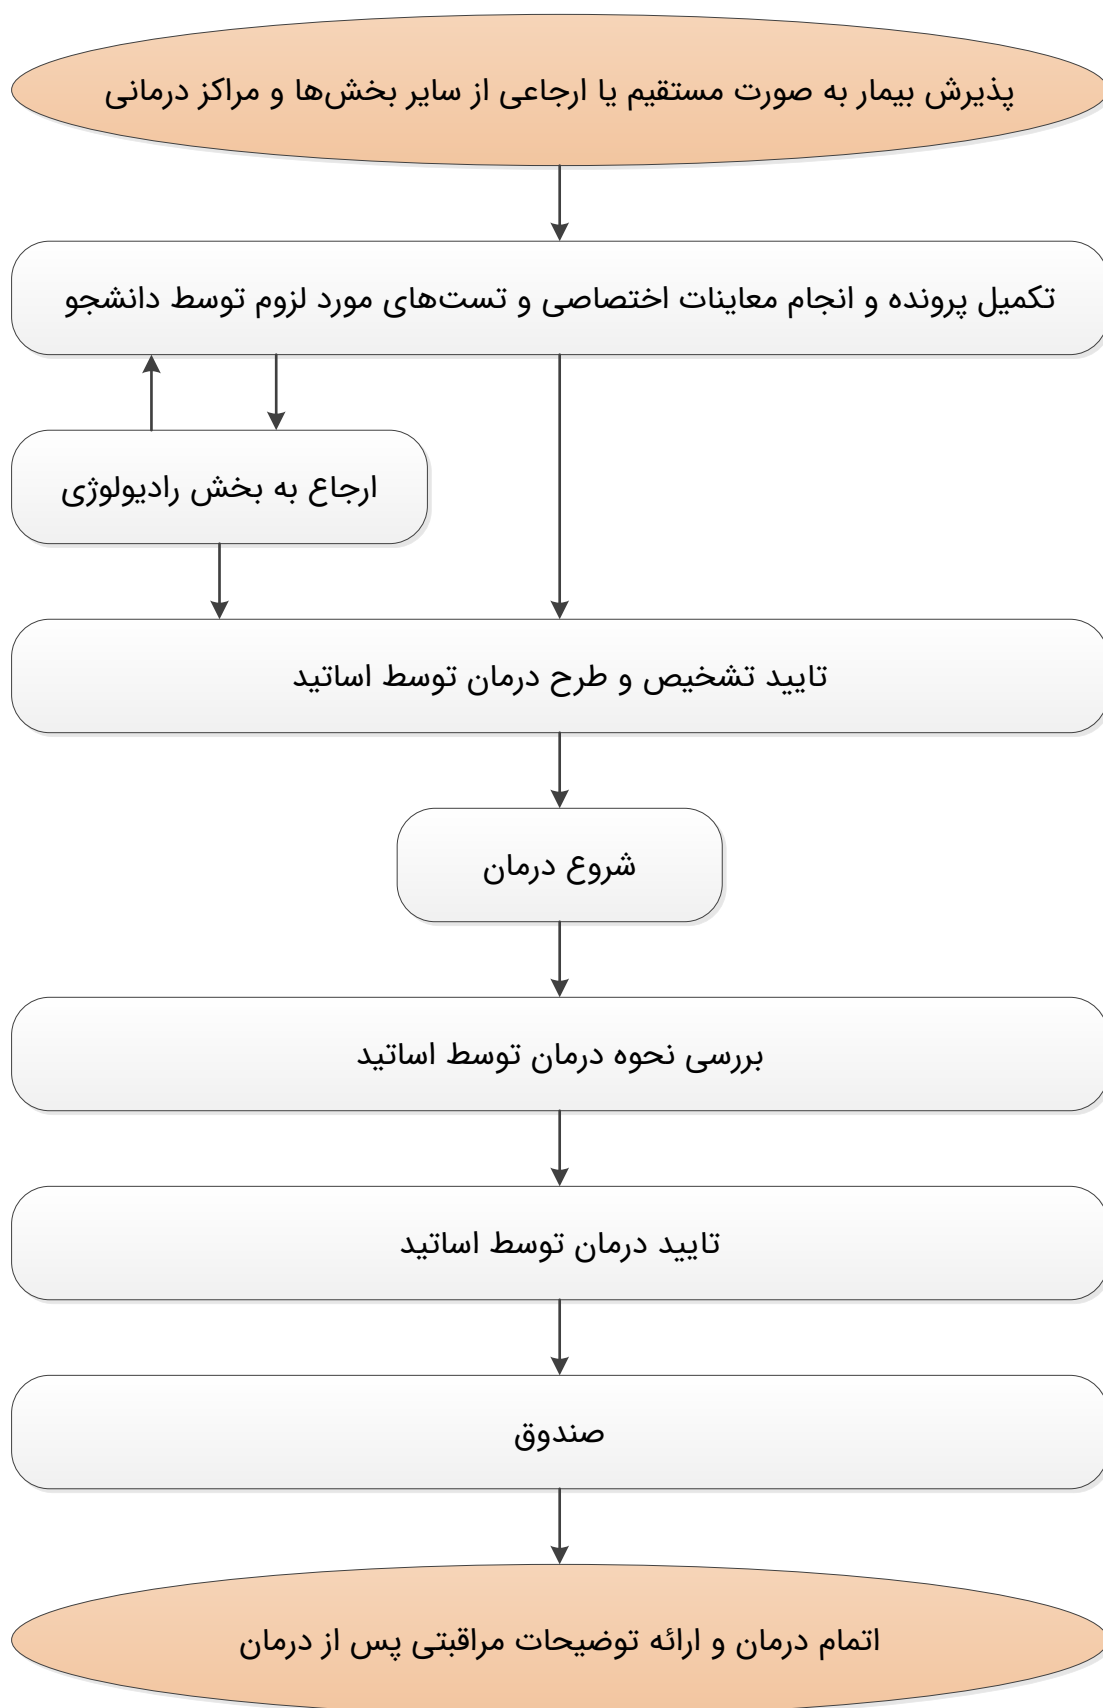 پذیرش بیمار به صورت مستقیم یا ارجاعی از سایر بخش‌ها و مراکز درمانی
تکمیل پرونده و انجام معاینات اختصاصی و تست‌های مورد لزوم توسط دانشجو
ارجاع به بخش رادیولوژی
تایید تشخیص و طرح درمان توسط اساتید
شروع درمان
بررسی نحوه درمان توسط اساتید
تایید درمان توسط اساتید
صندوق
اتمام درمان و ارائه توضیحات مراقبتی پس از درمان